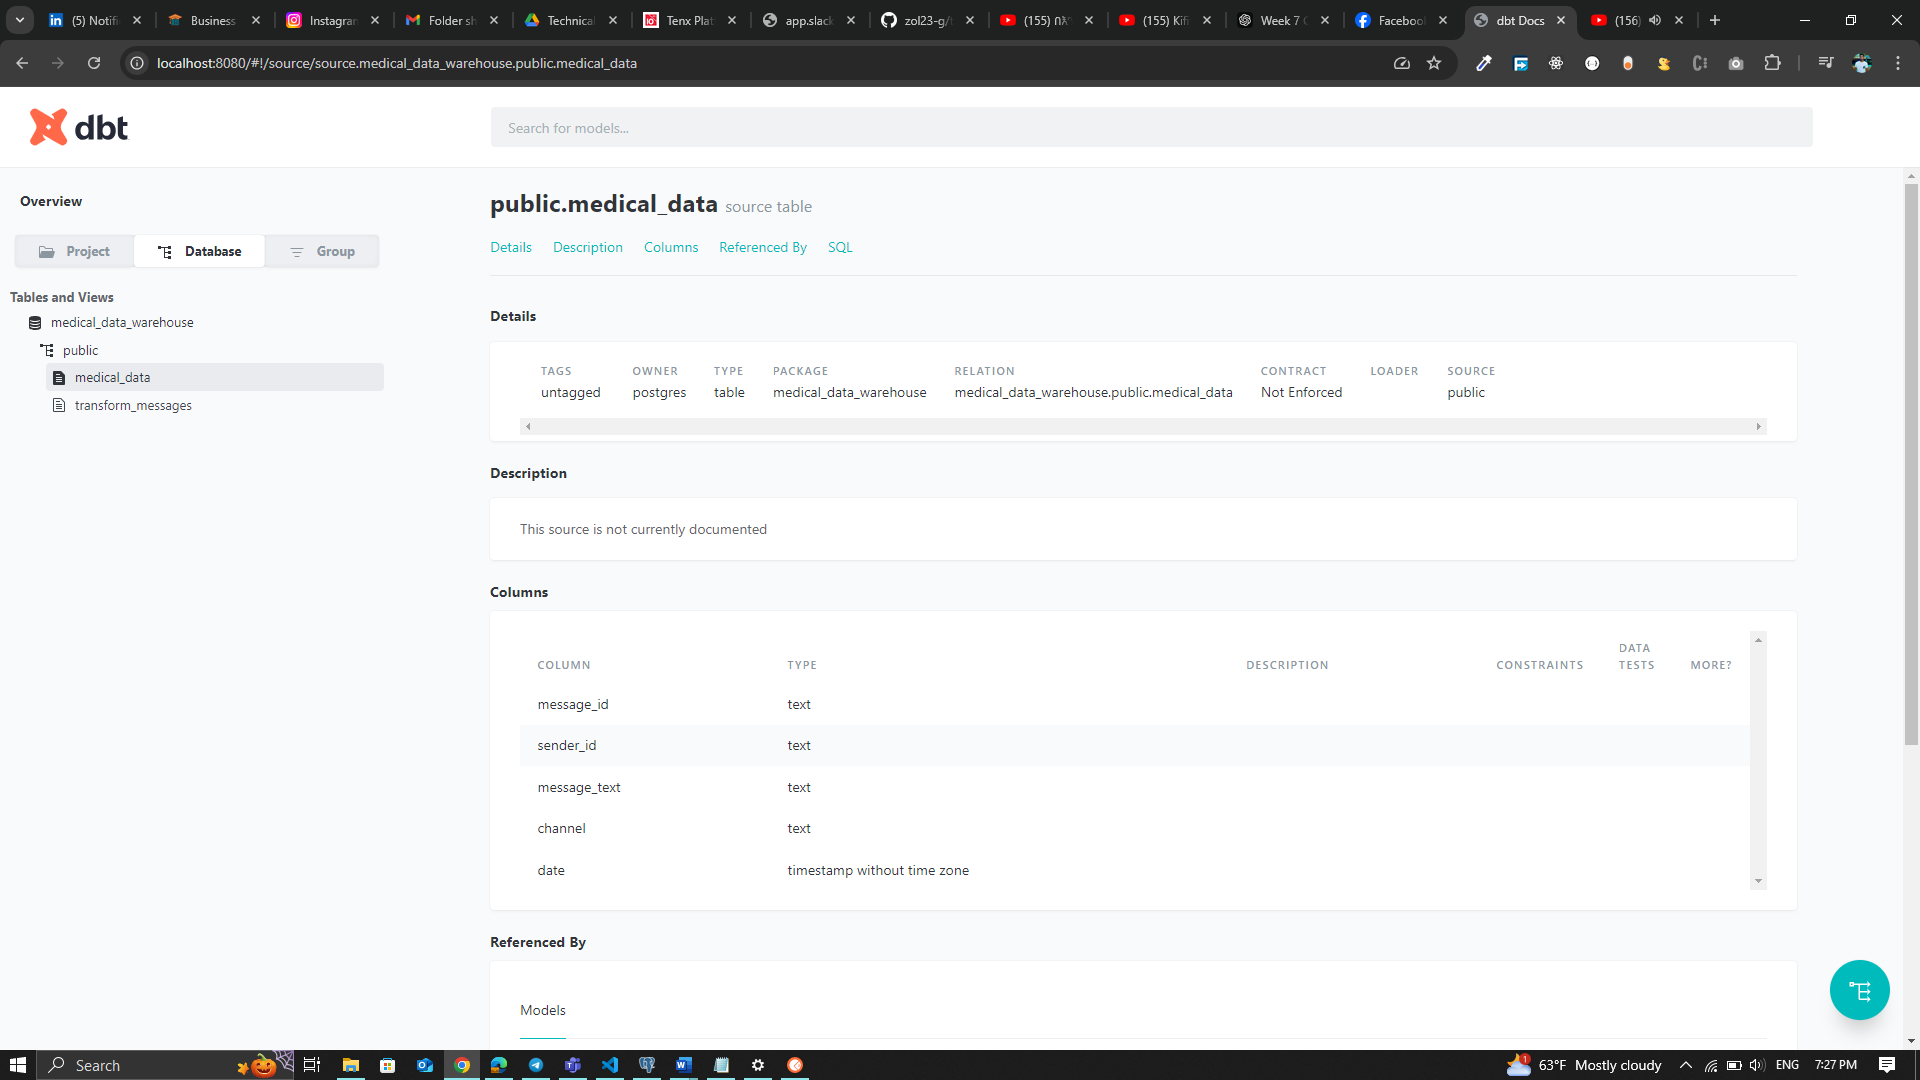 (5) Notifi
Business
Instagram
Folder sh
Technical
Tenx Plat
app.slack
zol23-g/
(155)
(155) Kifi
Week 7
Facebook
dbt Docs
(156)
localhost:8080/#!/source/source.medical_data_warehouse.public.medical_data
dbt
Search for models...
Overview
Project
Database
Group
Tables and Views
medical_data_warehouse
public
medical_data
transform_messages
public.medical_data source table
Details
Description
Columns
Referenced By
SQL
Details
TAGS OWNER TYPE PACKAGE RELATION CONTRACT LOADER SOURCE
untagged postgres table medical_data_warehouse medical_data_warehouse.public.medical_data Not Enforced public
Description
This source is not currently documented
Columns
COLUMN TYPE DESCRIPTION CONSTRAINTS DATA TESTS MORE?
message_id text
sender_id text
message_text text
channel text
date timestamp without time zone
Referenced By
Models
Search
1
63°F Mostly cloudy
ENG
7:27 PM